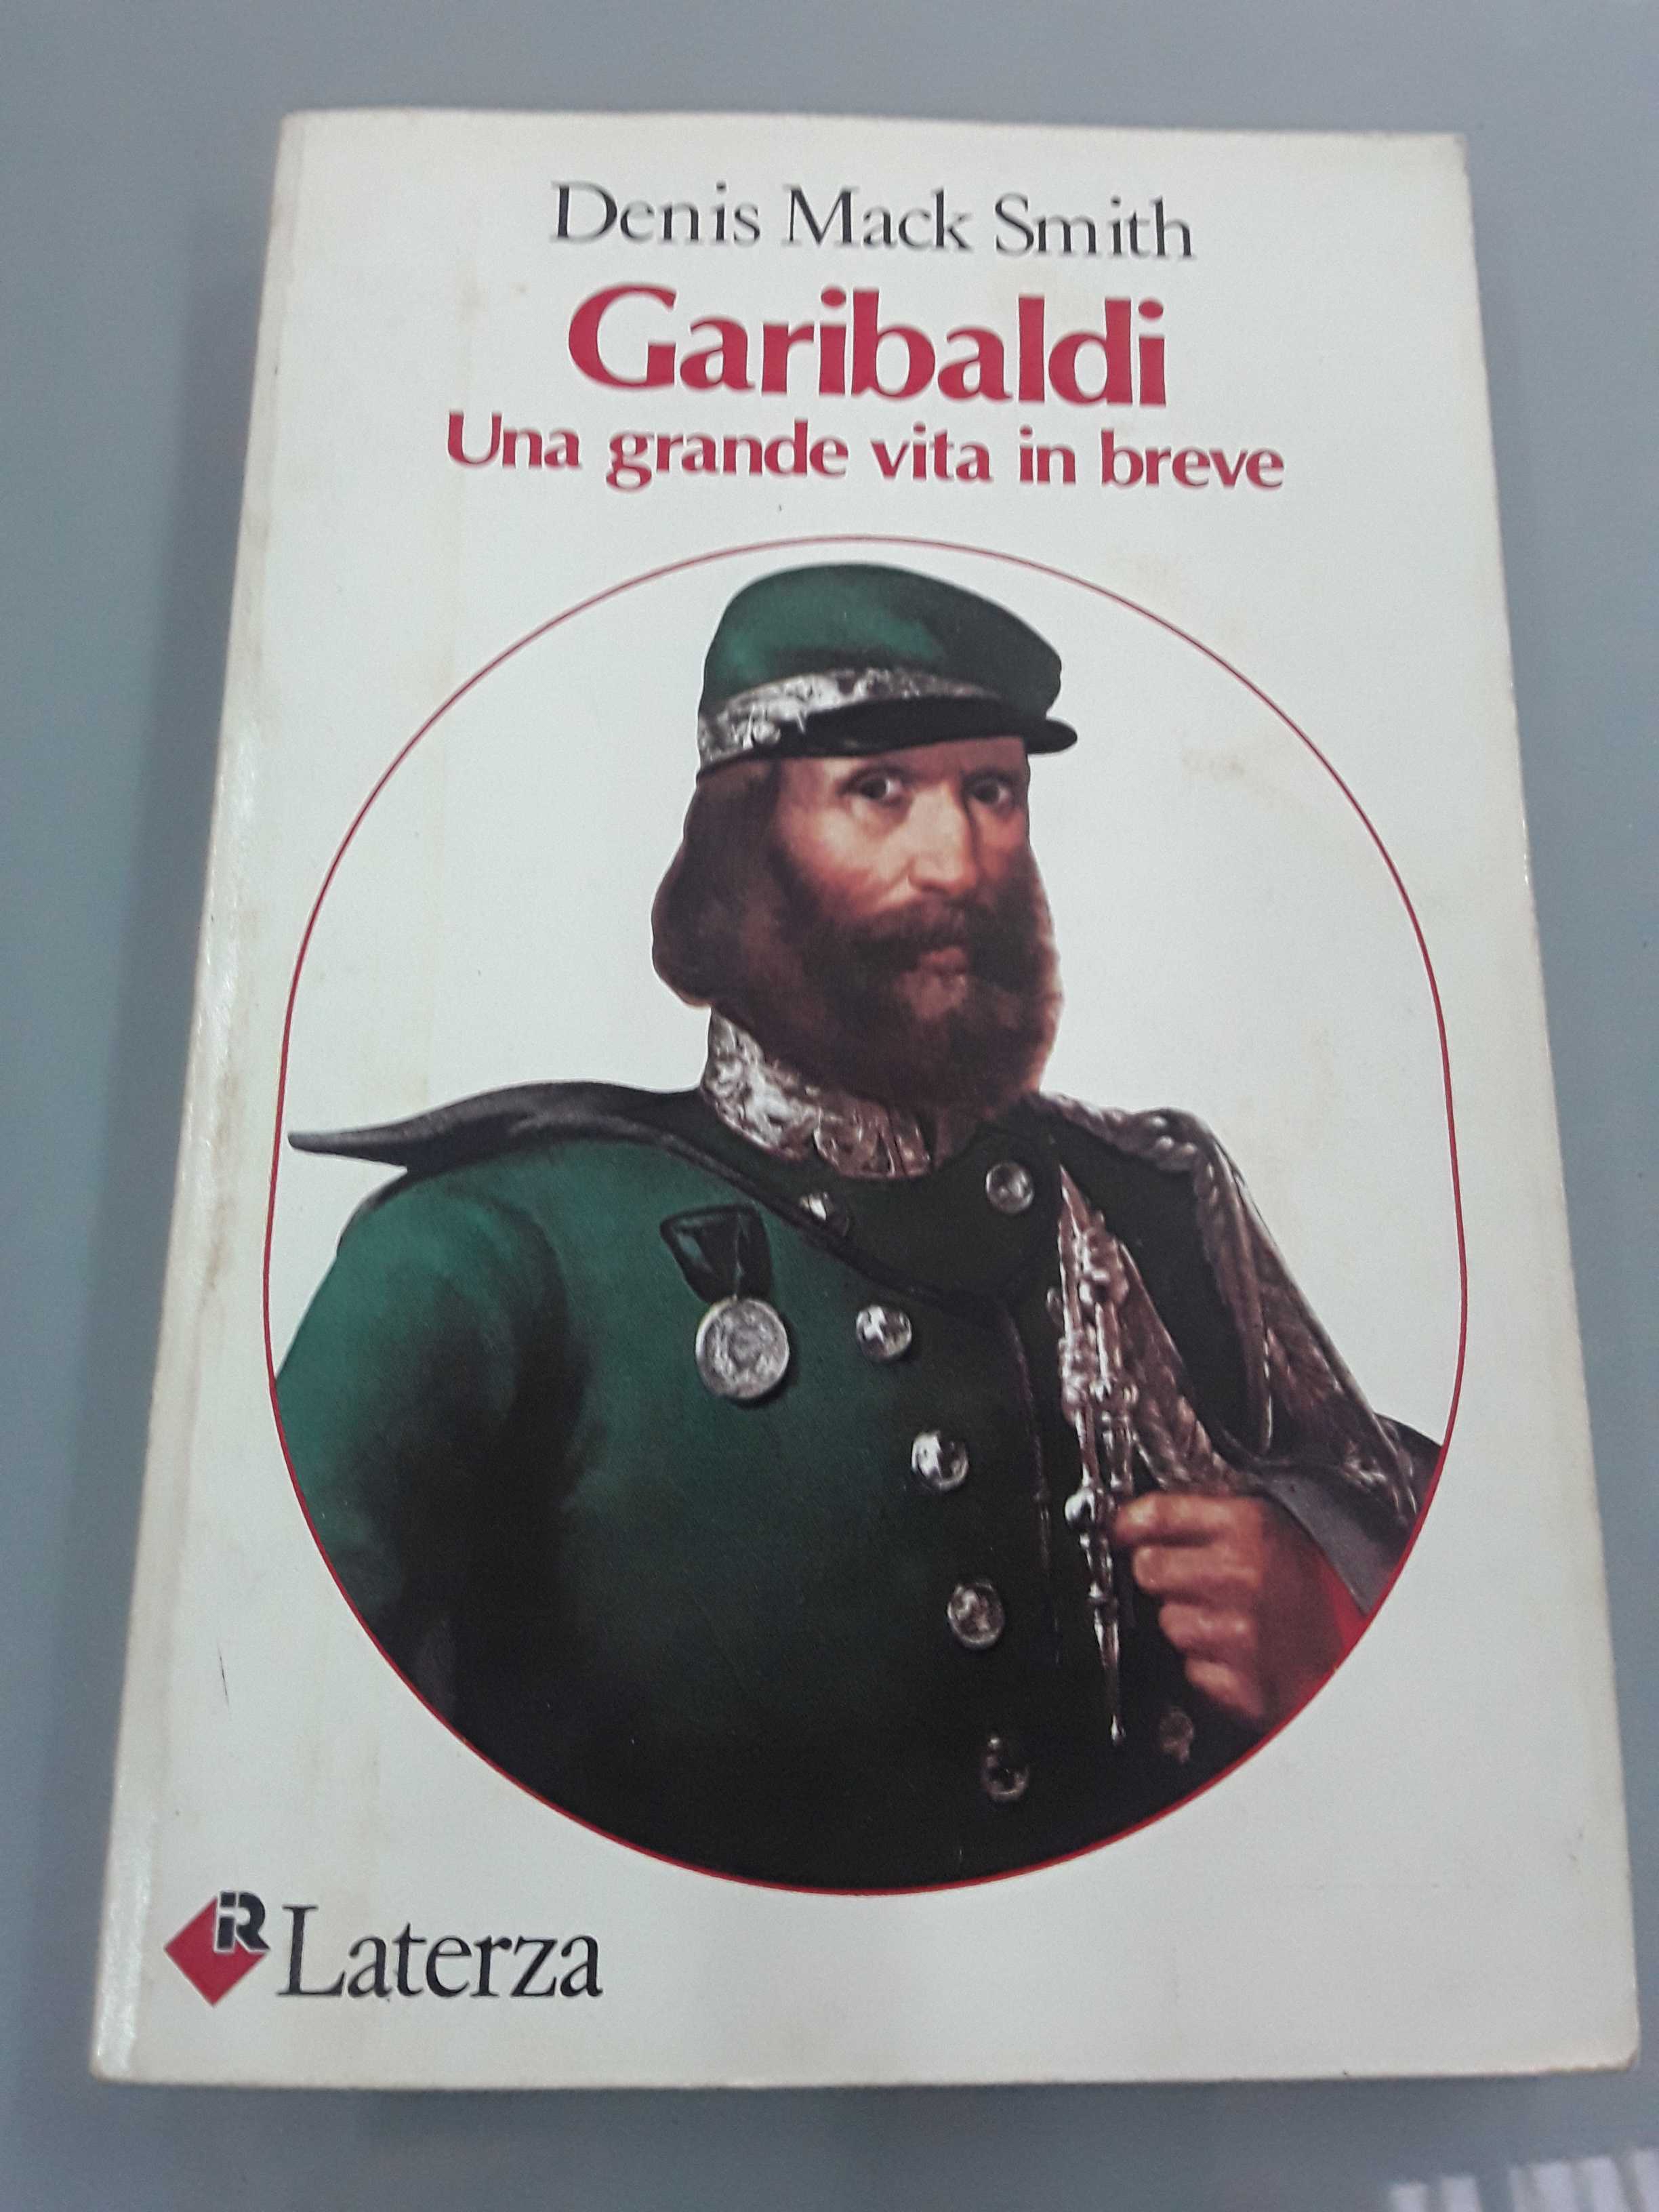 Denis Mack Smith
Garibaldi
Una grande vita in breve
Laterza